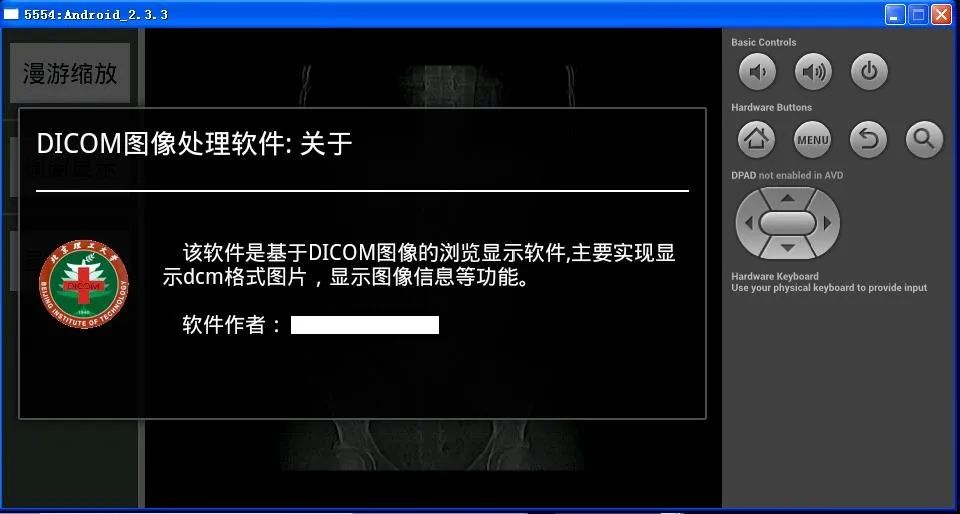 5554:Android_2.3.3
漫游缩放
DICOM图像处理软件: 关于
北京理工大学
DICOM
1940
BEIJING INSTITUTE OF TECHNOLOGY
该软件是基于DICOM图像的浏览显示软件,主要实现显
示dcm格式图片，显示图像信息等功能。
软件作者：
Basic Controls
Hardware Buttons
MENU
DPAD not enabled in AVD
Hardware Keyboard
Use your physical keyboard to provide input